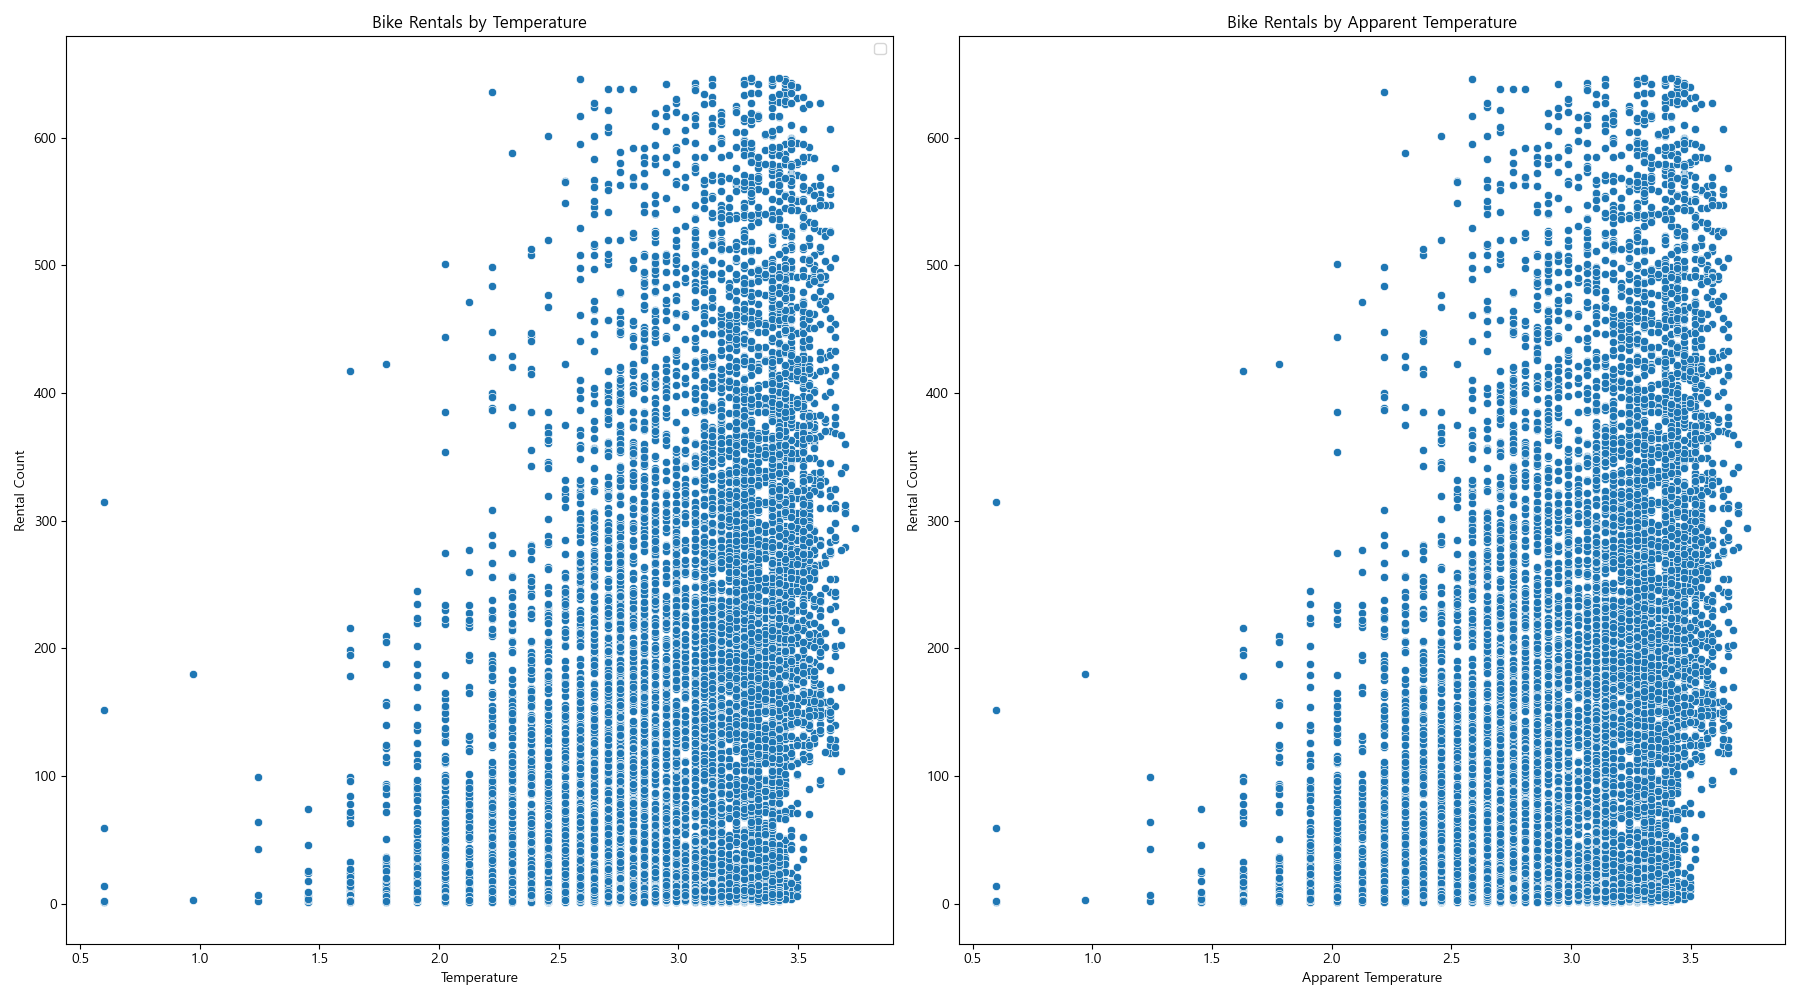 Bike Rentals by Temperature
Rental Count
600
500
400
300
200
100
0
0.5 1.0 1.5 2.0 2.5 3.0 3.5
Temperature
Bike Rentals by Apparent Temperature
Rental Count
600
500
400
300
200
100
0
0.5 1.0 1.5 2.0 2.5 3.0 3.5
Apparent Temperature